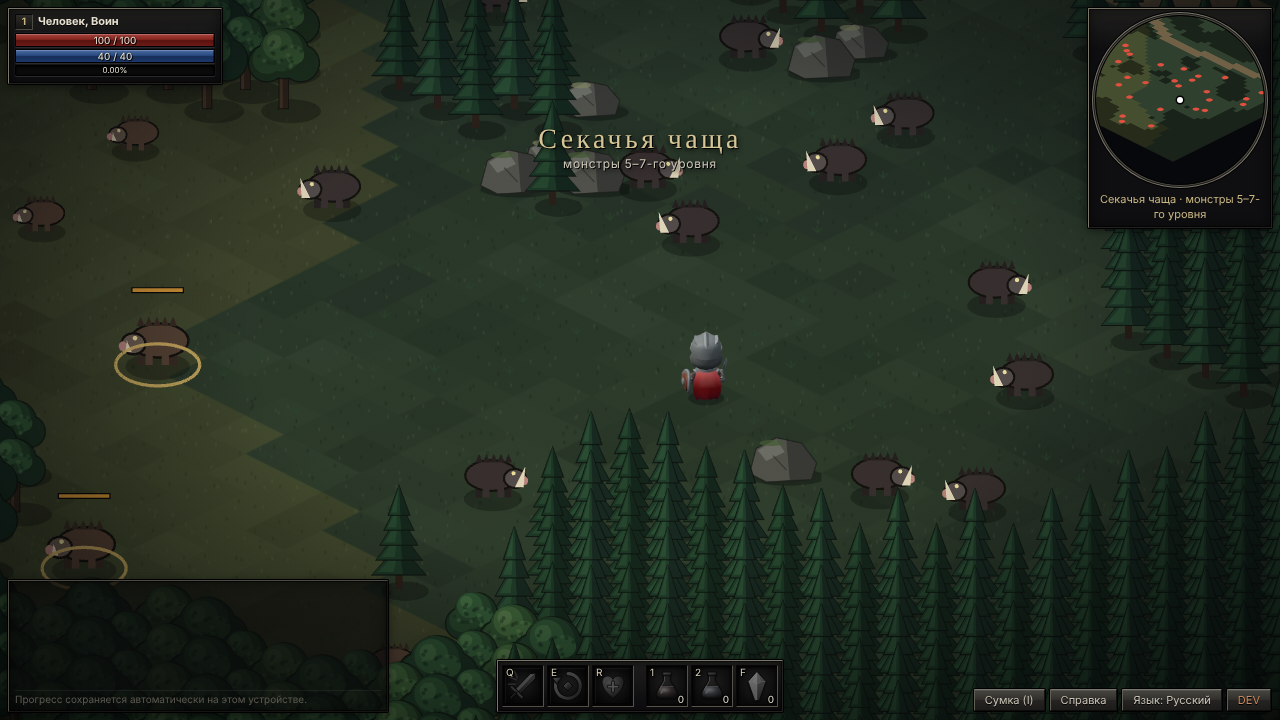 1 Человек, Воин
100 / 100
40 / 40
0.00%
Секачья чаща
монстры 5–7-го уровня
Секачья чаща · монстры 5–7-
го уровня
Прогресс сохраняется автоматически на этом устройстве.
Q E R 1 2 F
0 0 0
Сумка (I) Справка Язык: Русский DEV